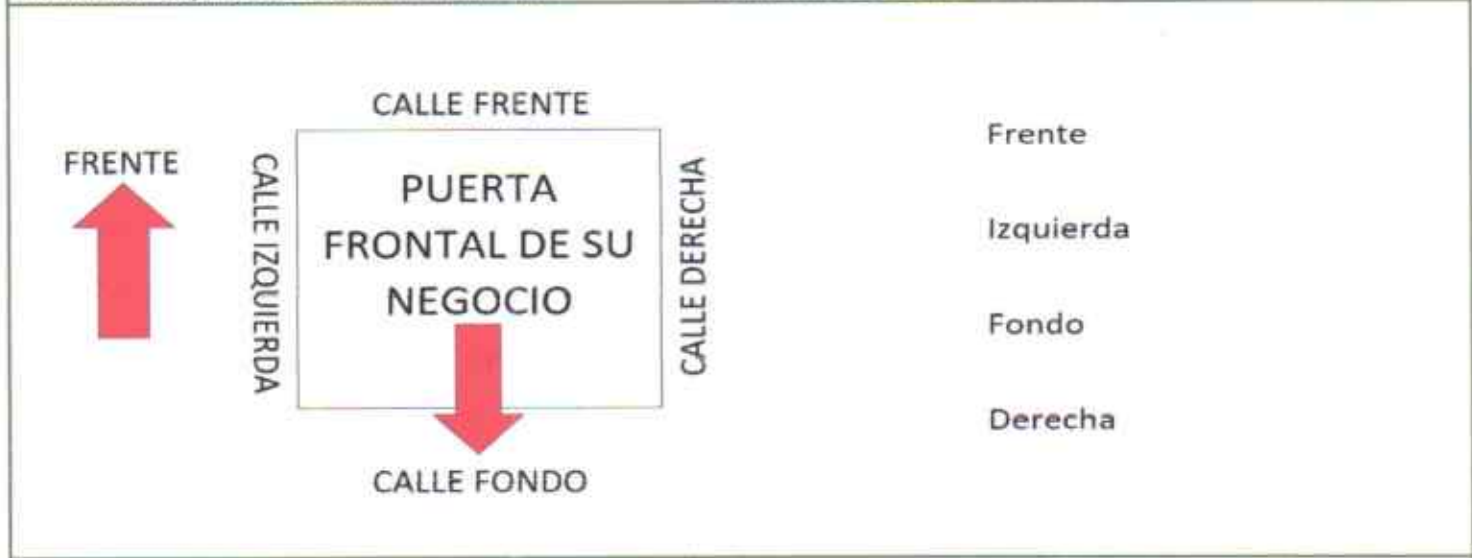 CALLE FRENTE
FRENTE
CALLE IZQUIERDA
PUERTA
FRONTAL DE SU
NEGOCIO
CALLE DERECHA
CALLE FONDO
Frente
Izquierda
Fondo
Derecha